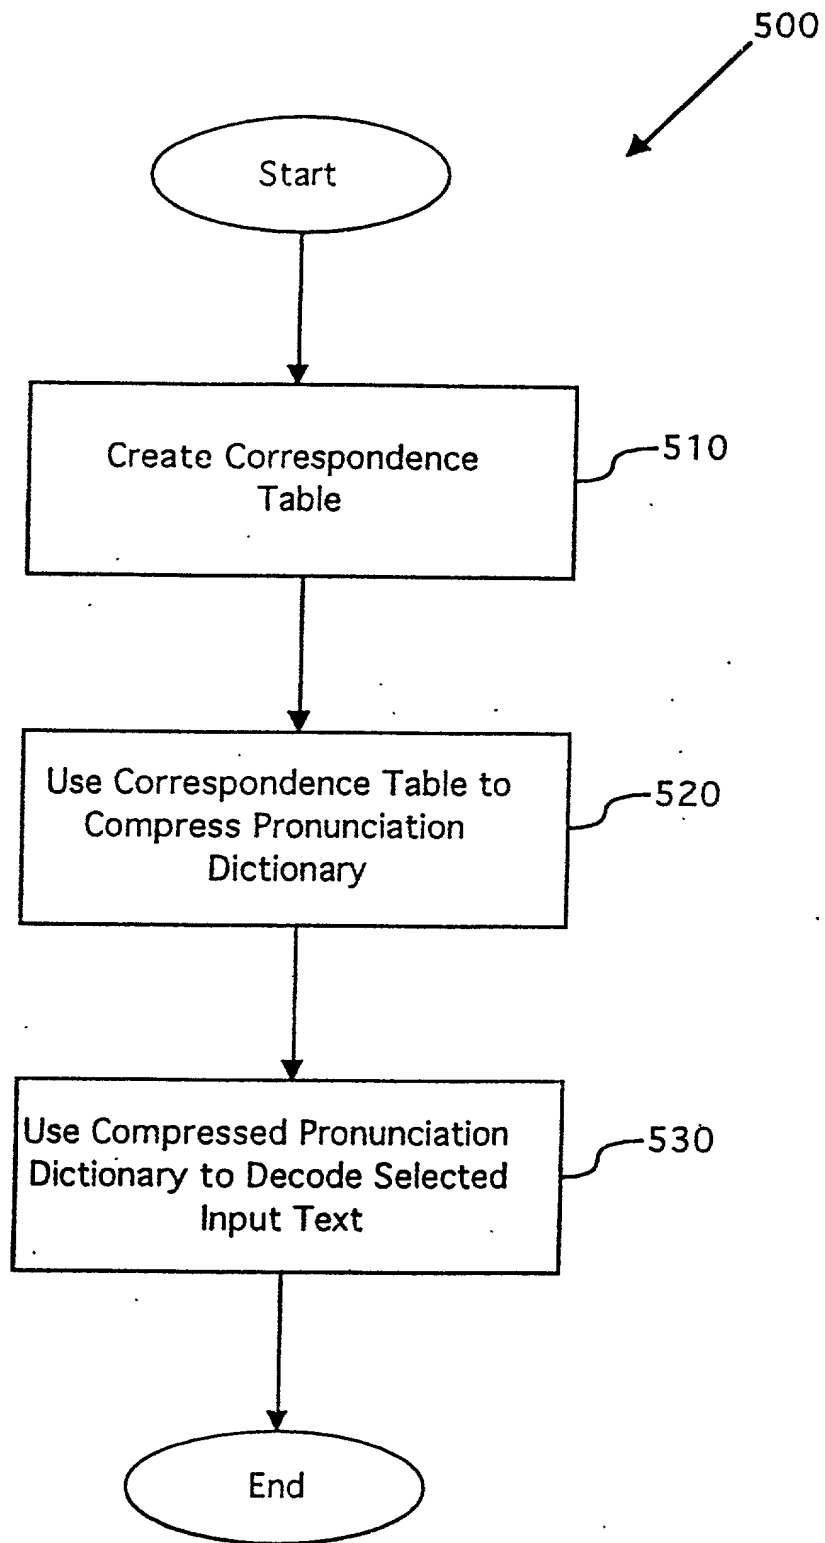 500
Start
Create Correspondence
Table
510
Use Correspondence Table to
Compress Pronunciation
Dictionary
520
Use Compressed Pronunciation
Dictionary to Decode Selected
Input Text
530
End